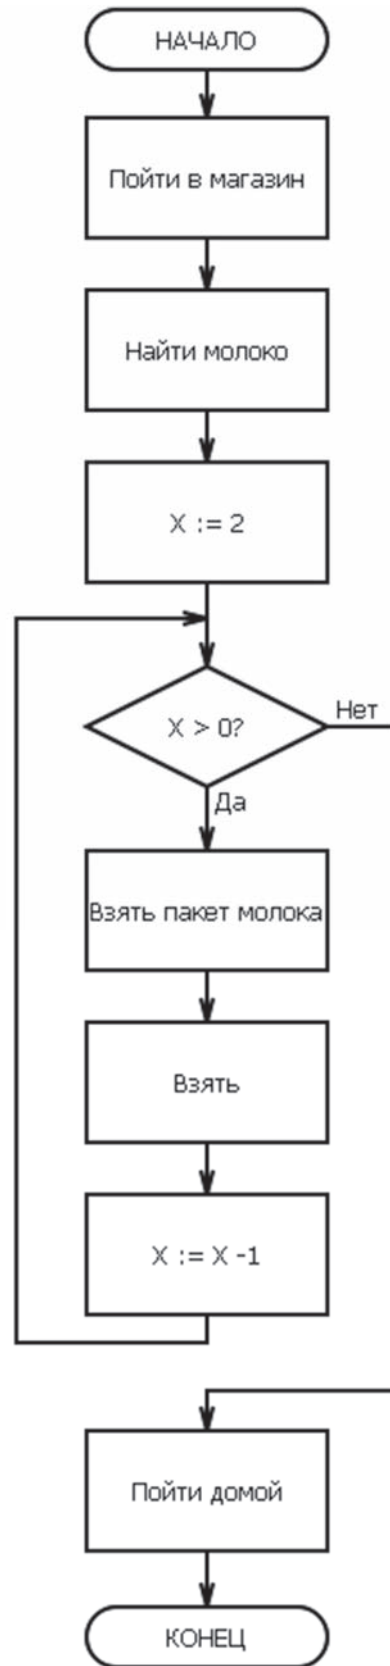 НАЧАЛО
Пойти в магазин
Найти молоко
X := 2
X > 0?
Нет
Да
Взять пакет молока
Взять
X := X -1
Пойти домой
КОНЕЦ